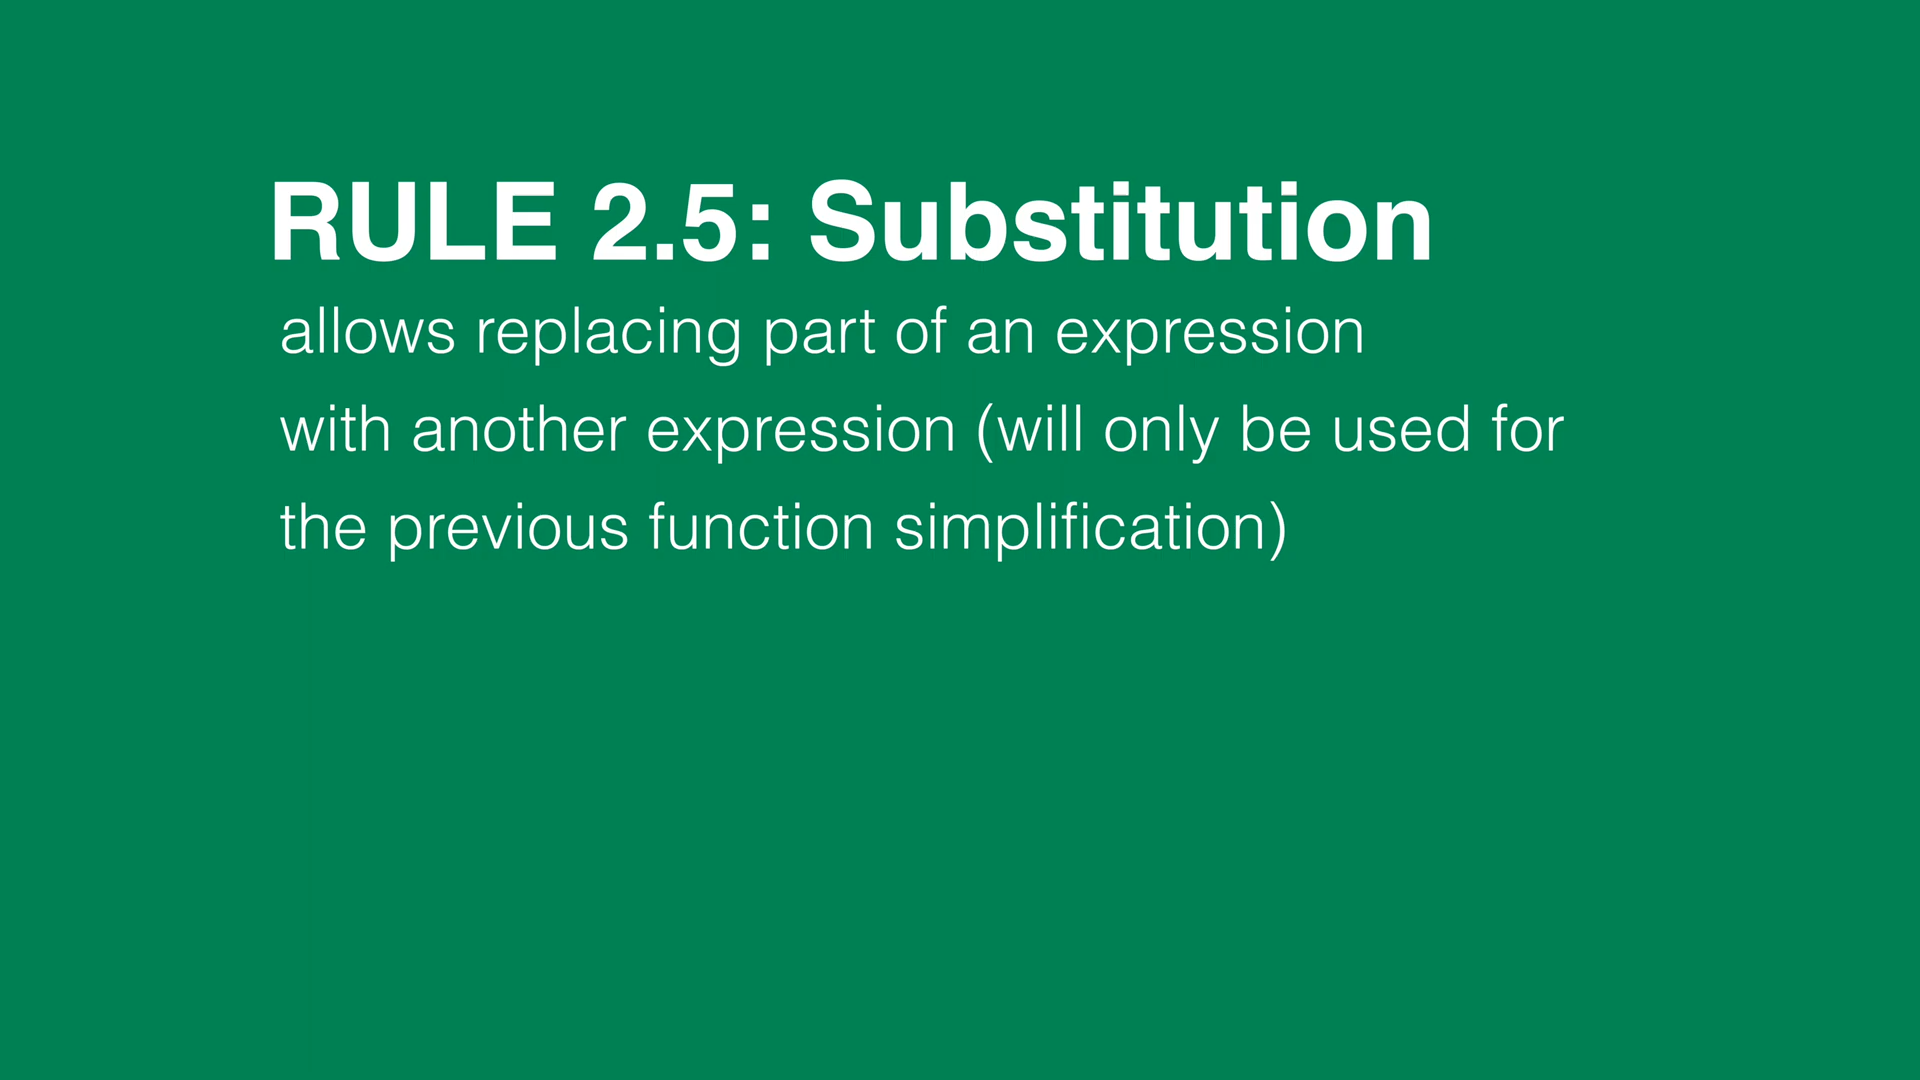 RULE 2.5: Substitution
allows replacing part of an expression
with another expression (will only be used for
the previous function simplification)